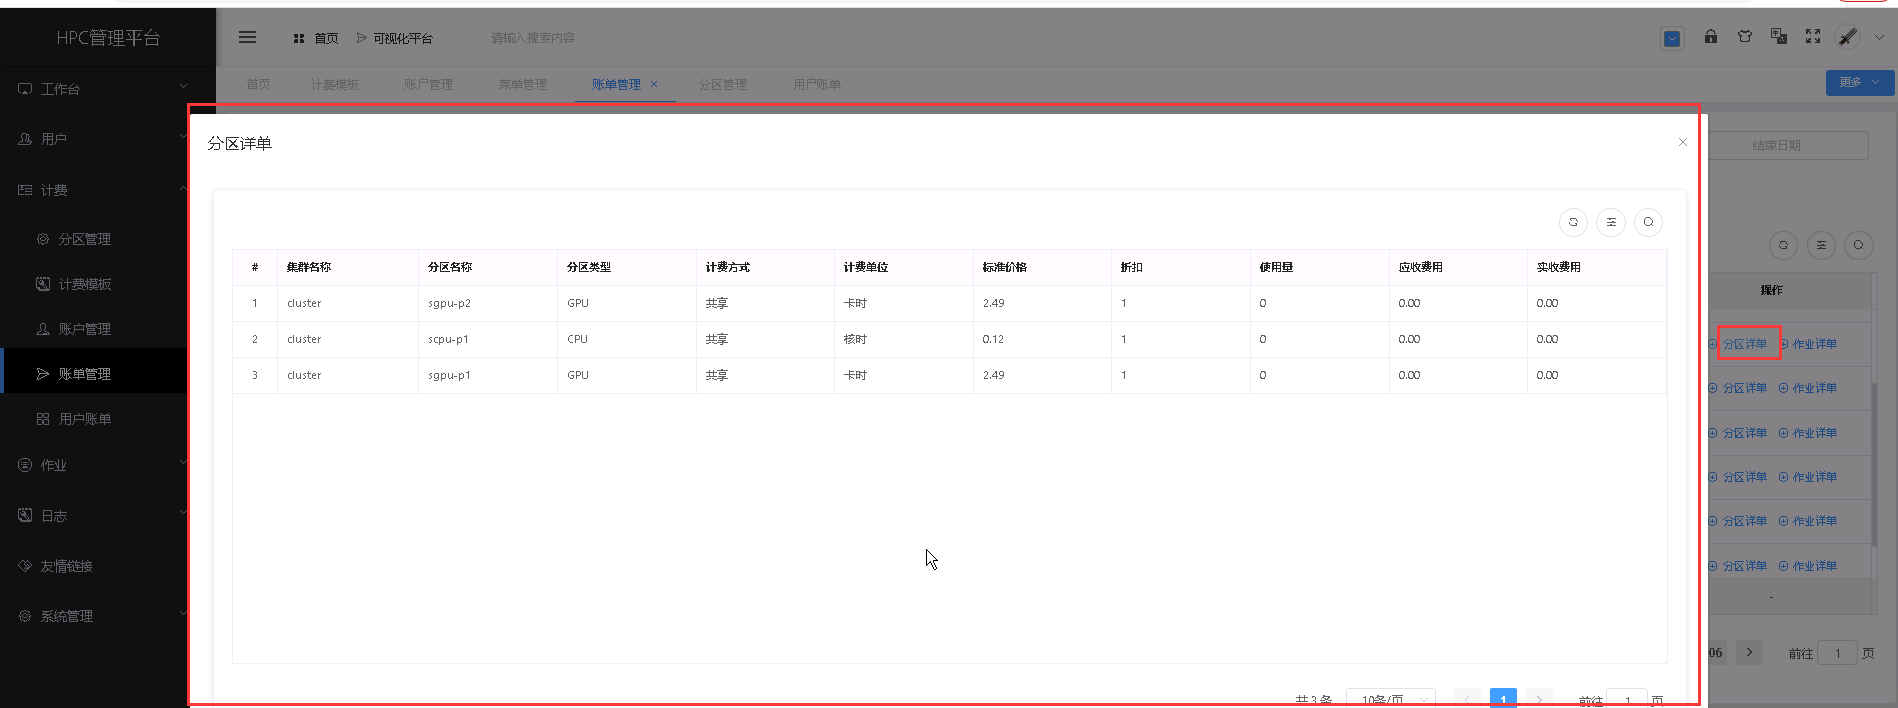 HPC管理平台
首页 可视化平台 请输入搜索内容
工作台
首页 计费模板 账户管理 菜单管理 账单管理 × 分区管理 用户账单 更多
用户
分区详单
结束日期
计费
分区管理
计费模板
账户管理
账单管理
用户账单
作业
日志
友情链接
系统管理
# 集群名称 分区名称 分区类型 计费方式 计费单位 标准价格 折扣 使用量 应收费用 实收费用
1 cluster sgpu-p2 GPU 共享 卡时 2.49 1 0 0.00 0.00
2 cluster scpu-p1 CPU 共享 核时 0.12 1 0 0.00 0.00
3 cluster sgpu-p1 GPU 共享 卡时 2.49 1 0 0.00 0.00
操作
分区详单 作业详单
分区详单 作业详单
分区详单 作业详单
分区详单 作业详单
分区详单 作业详单
分区详单 作业详单
-
06 > 前往 1 页
共 3 条 10条/页 < 1 > 前往 1 页